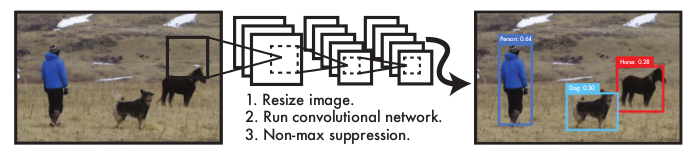 1. Resize image.
2. Run convolutional network.
3. Non-max suppression.
Person: 0.64
Horse: 0.28
Dog: 0.30